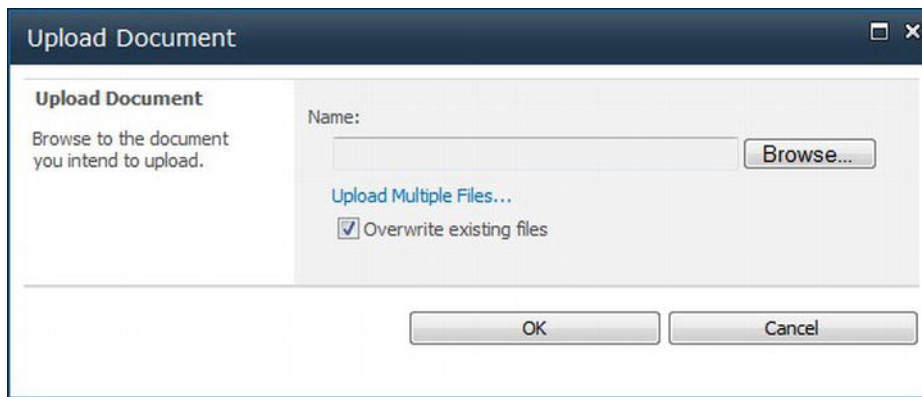 Upload Document
Upload Document
Browse to the document
you intend to upload.
Name:
Browse...
Upload Multiple Files...
Overwrite existing files
OK
Cancel